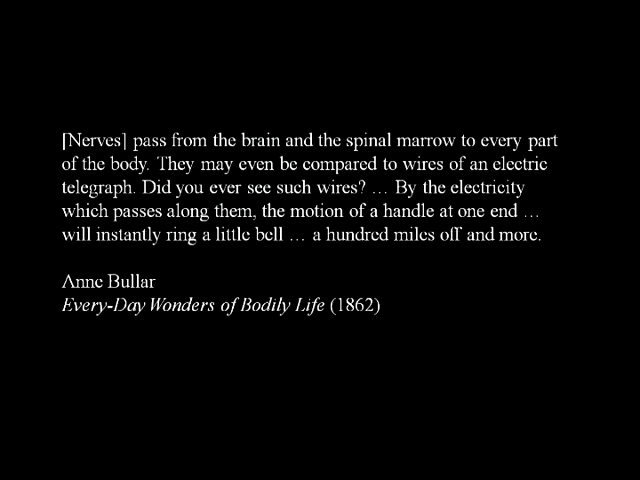 [Nerves] pass from the brain and the spinal marrow to every part
of the body. They may even be compared to wires of an electric
telegraph. Did you ever see such wires? … By the electricity
which passes along them, the motion of a handle at one end …
will instantly ring a little bell … a hundred miles off and more.
Anne Bullar
Every-Day Wonders of Bodily Life (1862)